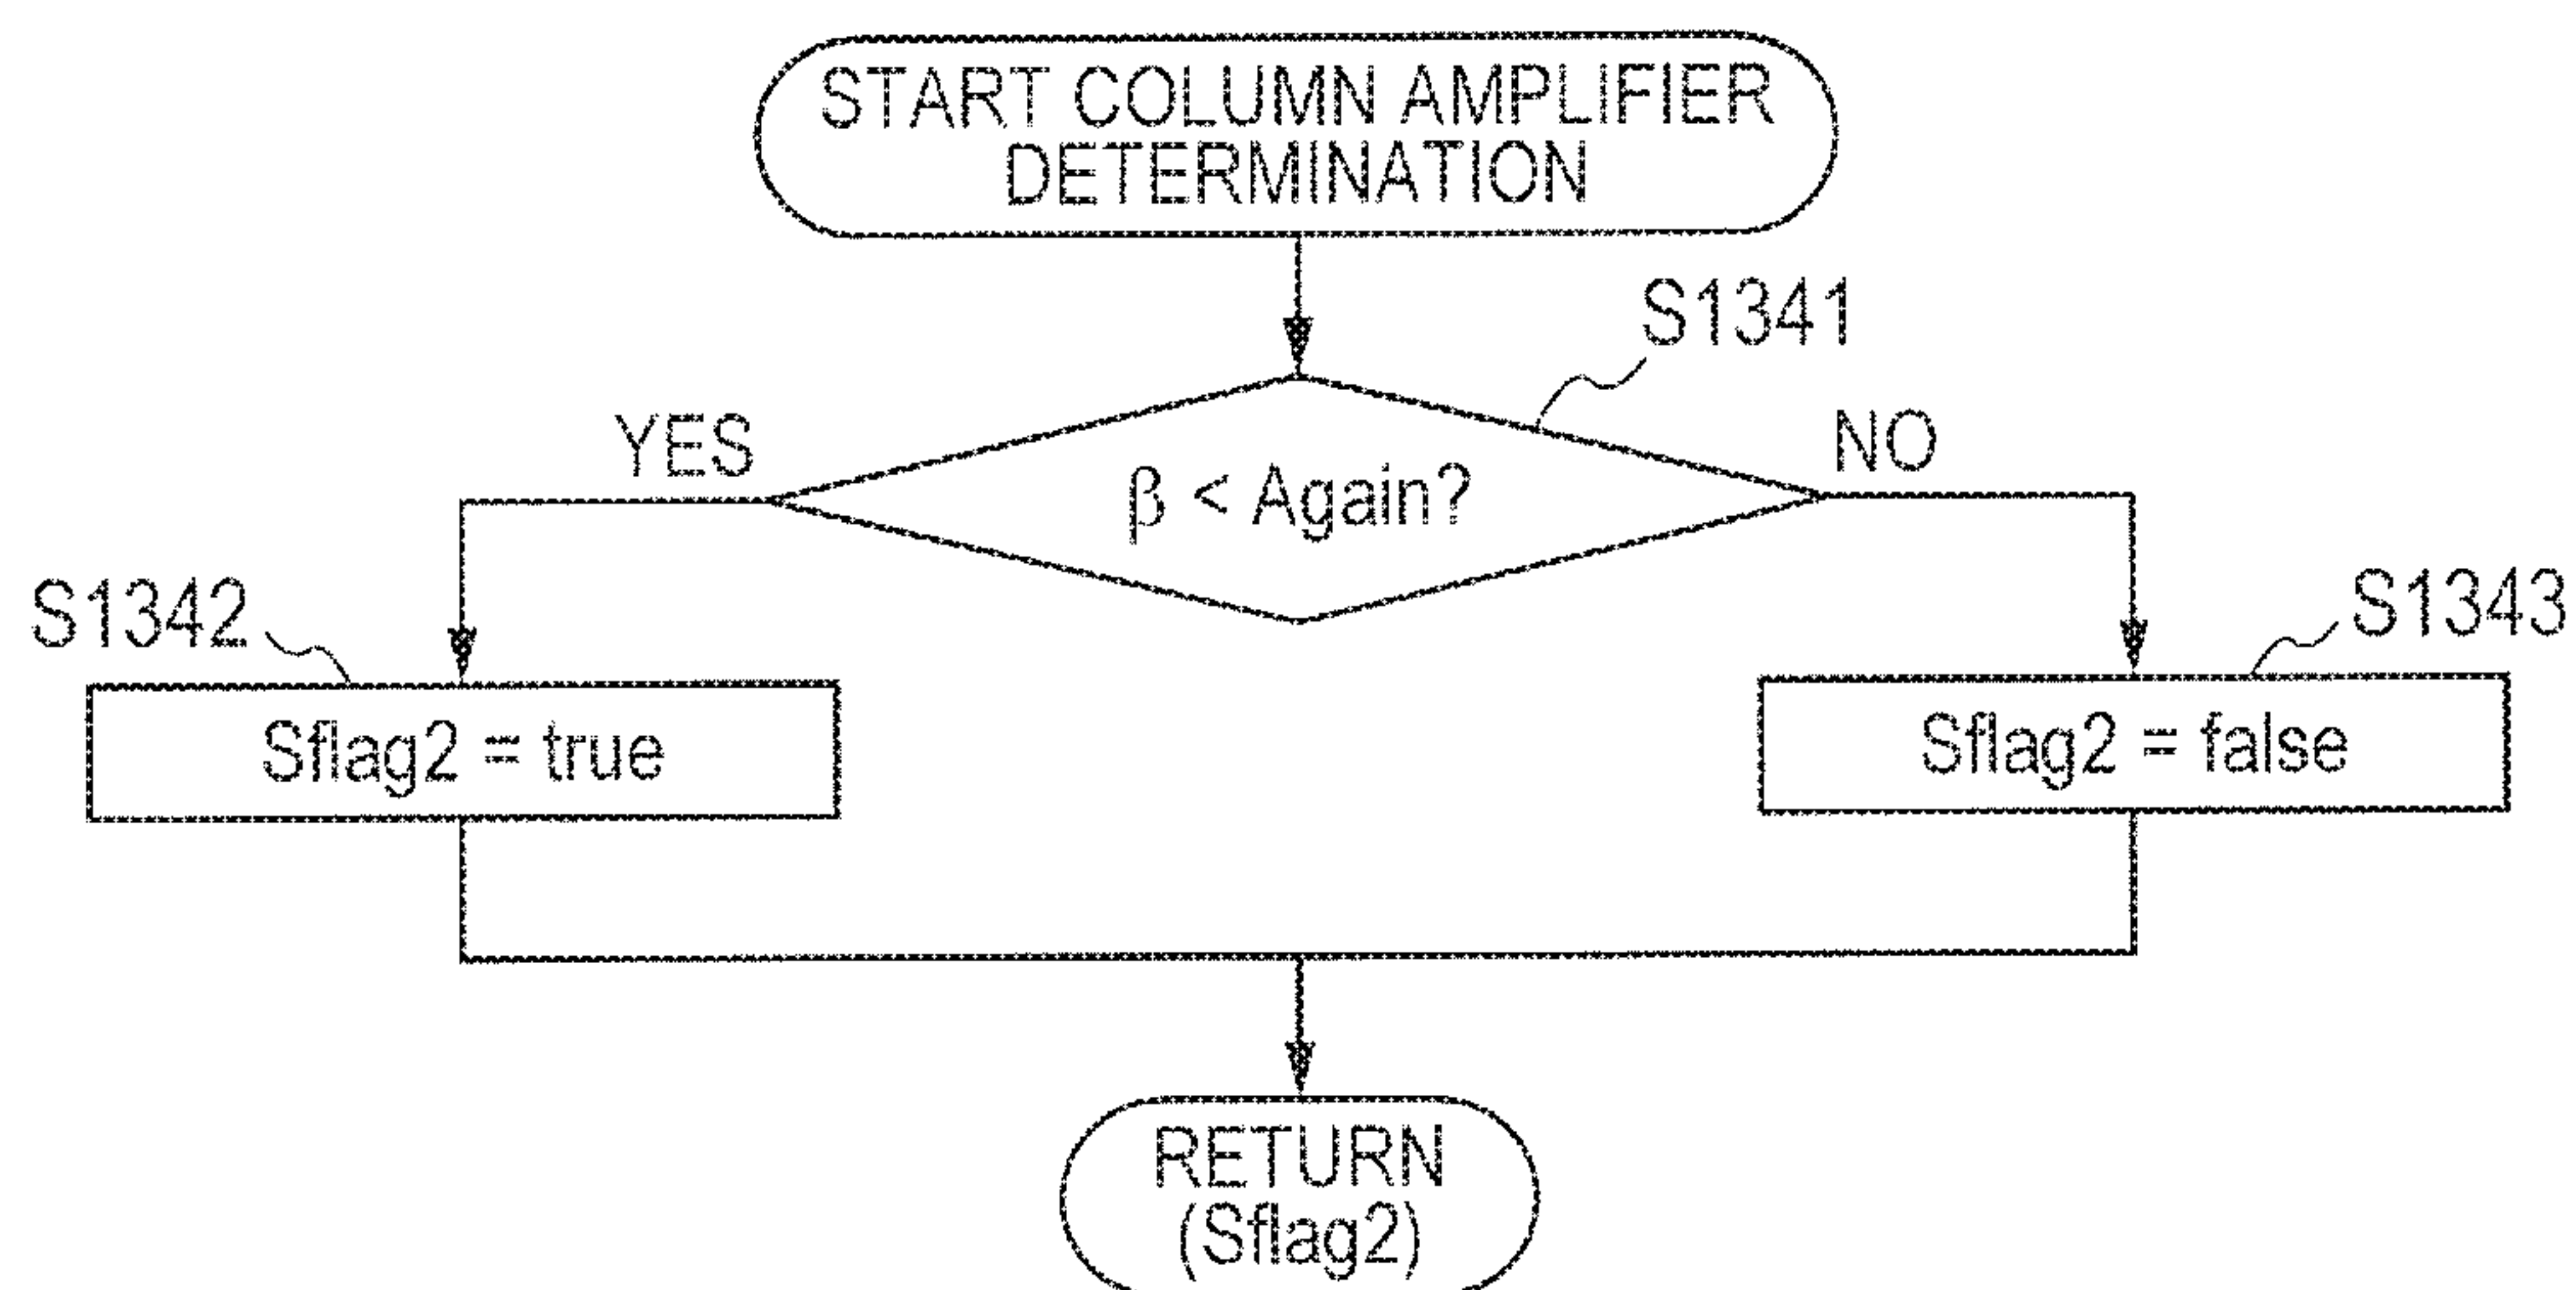 START COLUMN AMPLIFIER
DETERMINATION
S1341
YES
NO
β < Again?
S1342
S1343
Sflag2 = true
Sflag2 = false
RETURN
(Sflag2)